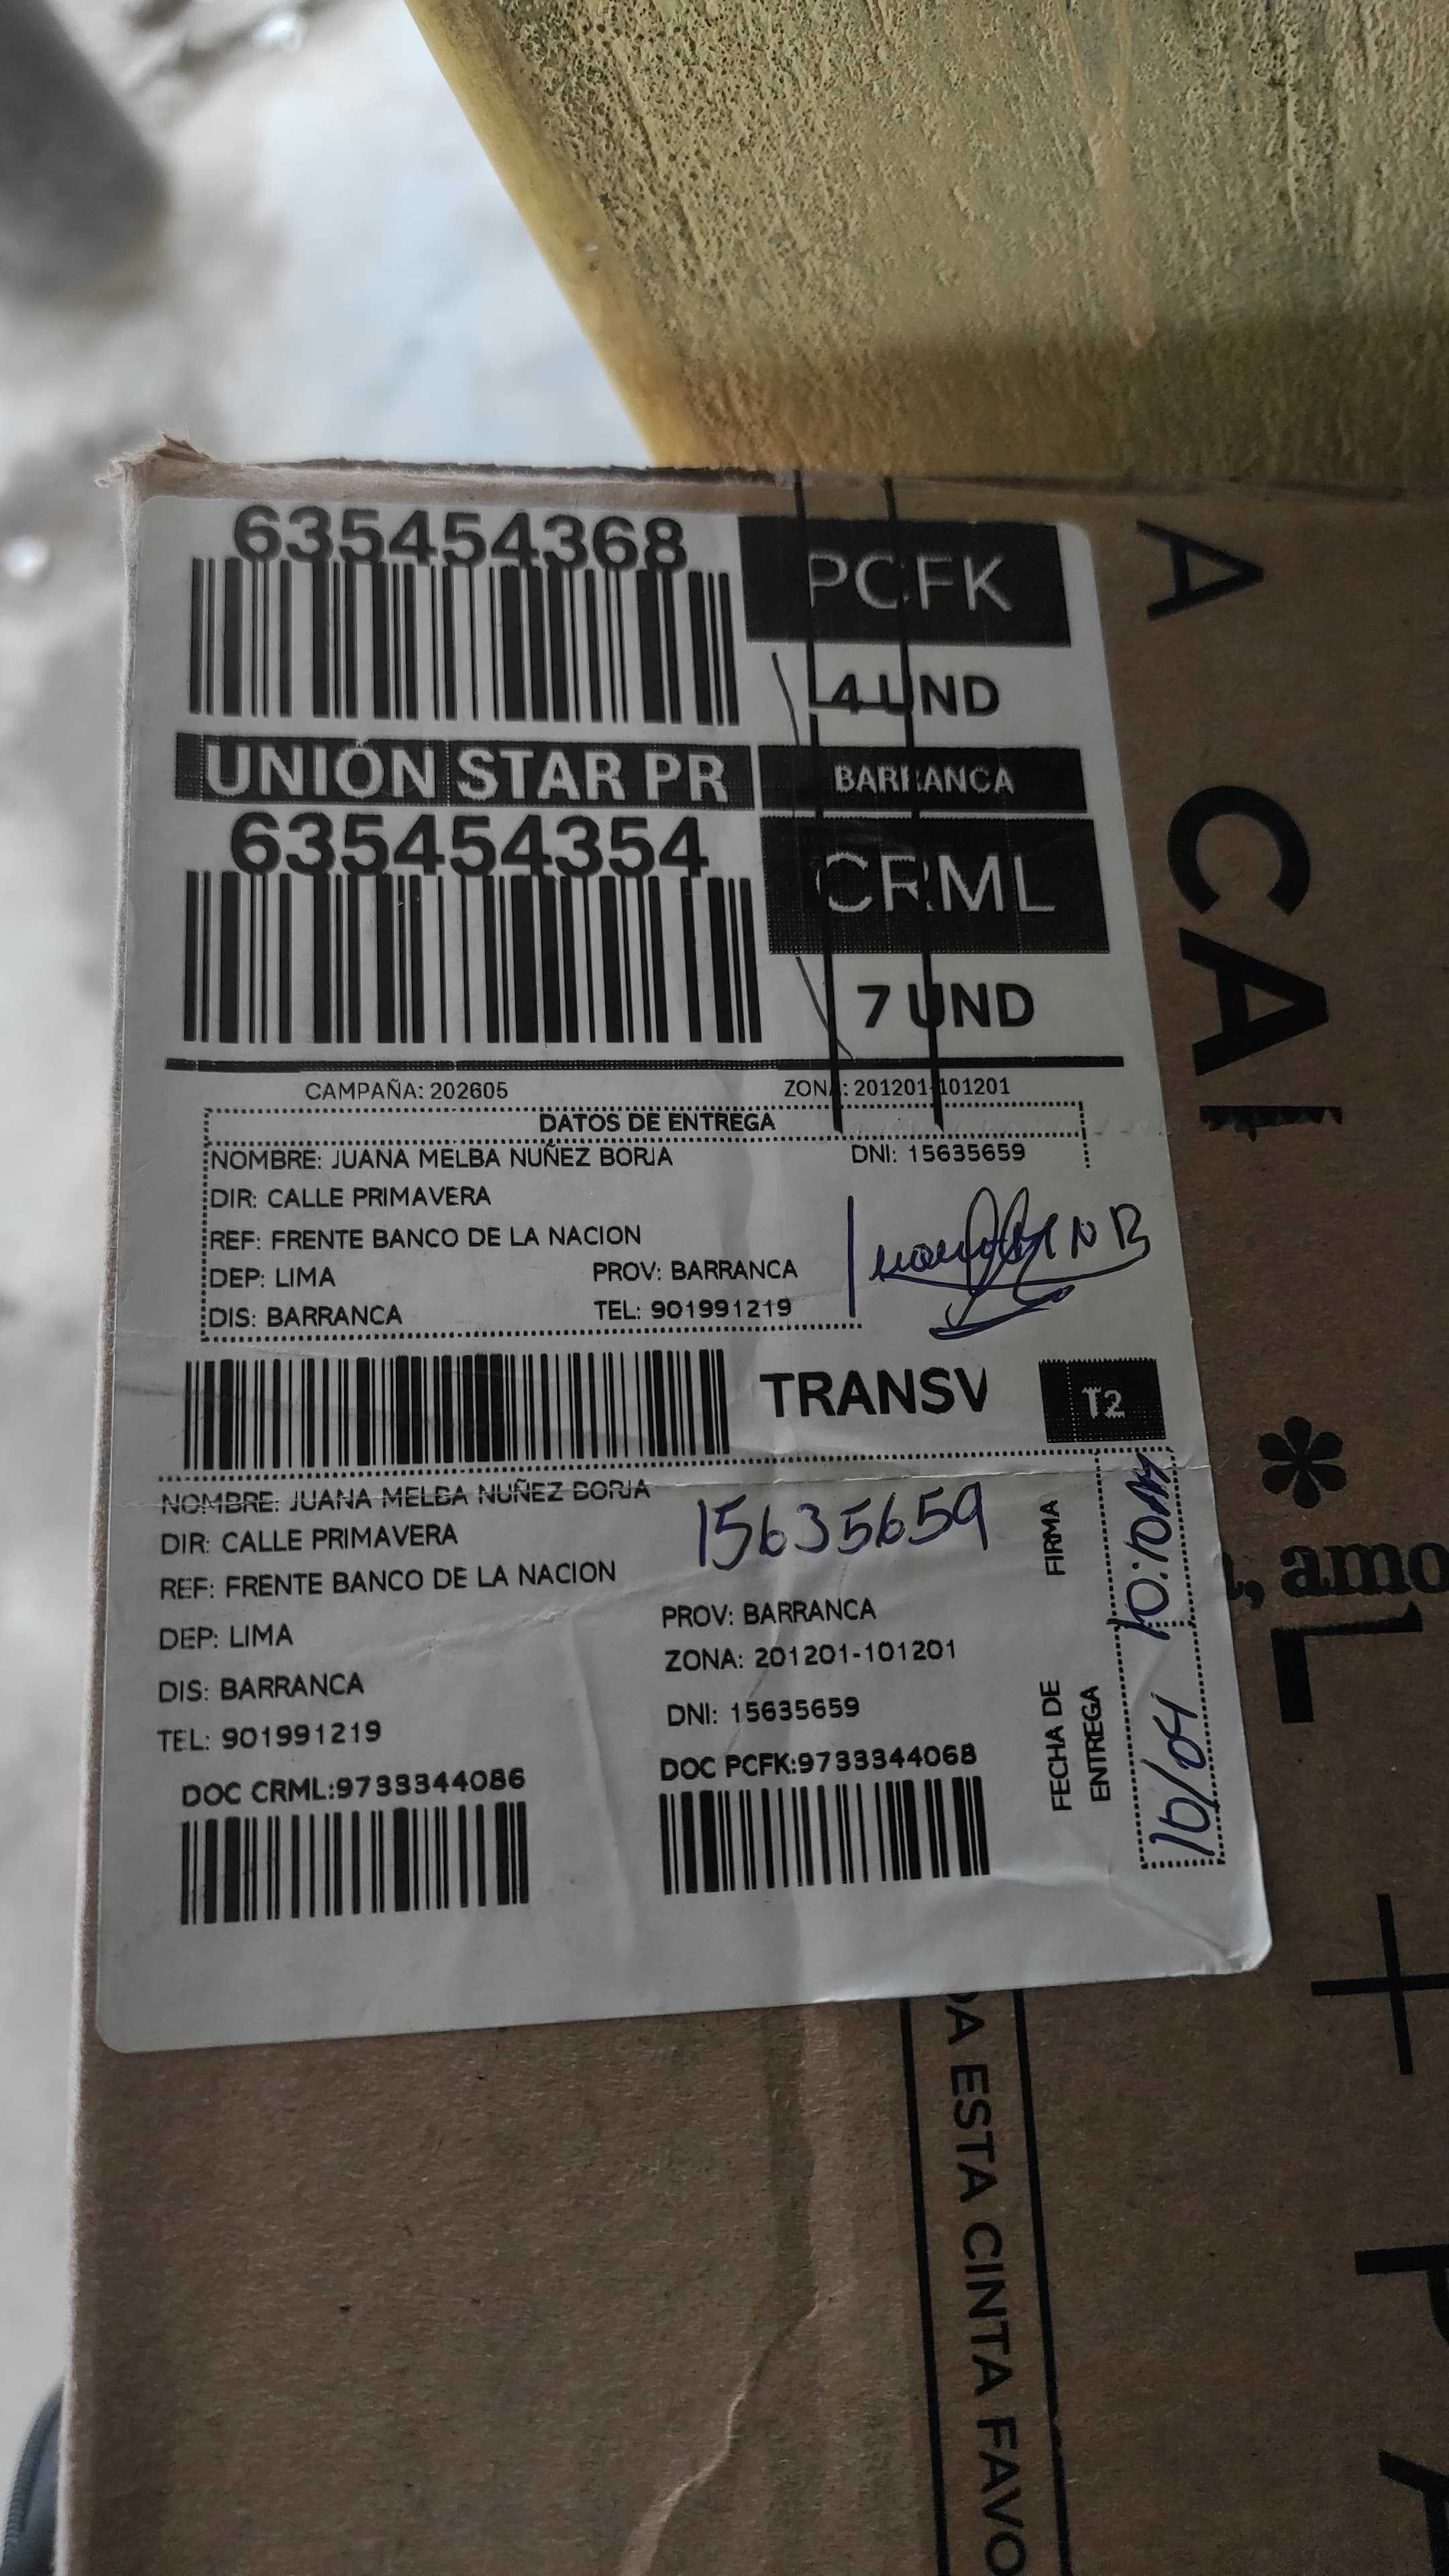 635454368
PCFK
4 UND
UNIÓN STAR PR
BARRANCA
635454354
CRML
7 UND
CAMPAÑA: 202605
ZONA: 201201-101201
DATOS DE ENTREGA
NOMBRE: JUANA MELBA NUÑEZ BORJA
DNI: 15635659
DIR: CALLE PRIMAVERA
REF: FRENTE BANCO DE LA NACION
DEP: LIMA
PROV: BARRANCA
DIS: BARRANCA
TEL: 901991219
N B
TRANSV
T2
NOMBRE: JUANA MELBA NUÑEZ BORJA
15635659
DIR: CALLE PRIMAVERA
REF: FRENTE BANCO DE LA NACION
DEP: LIMA
PROV: BARRANCA
ZONA: 201201-101201
DIS: BARRANCA
DNI: 15635659
TEL: 901991219
DOC CRML:9733344086
DOC PCFK:9733344068
FIRMA
10:10am
FECHA DE
ENTREGA
10/04
A
CA
amo
L
+
ESTA CINTA